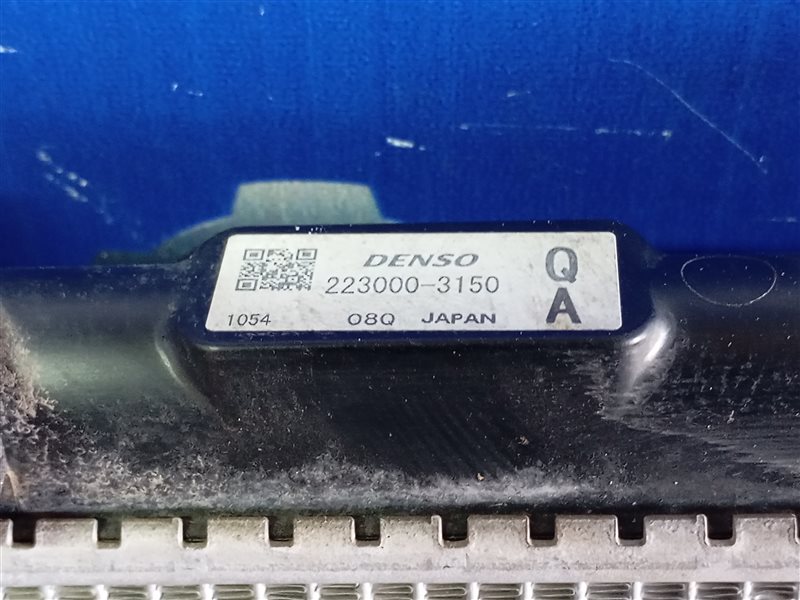 DENSO
223000-3150
1054 08Q JAPAN
Q
A